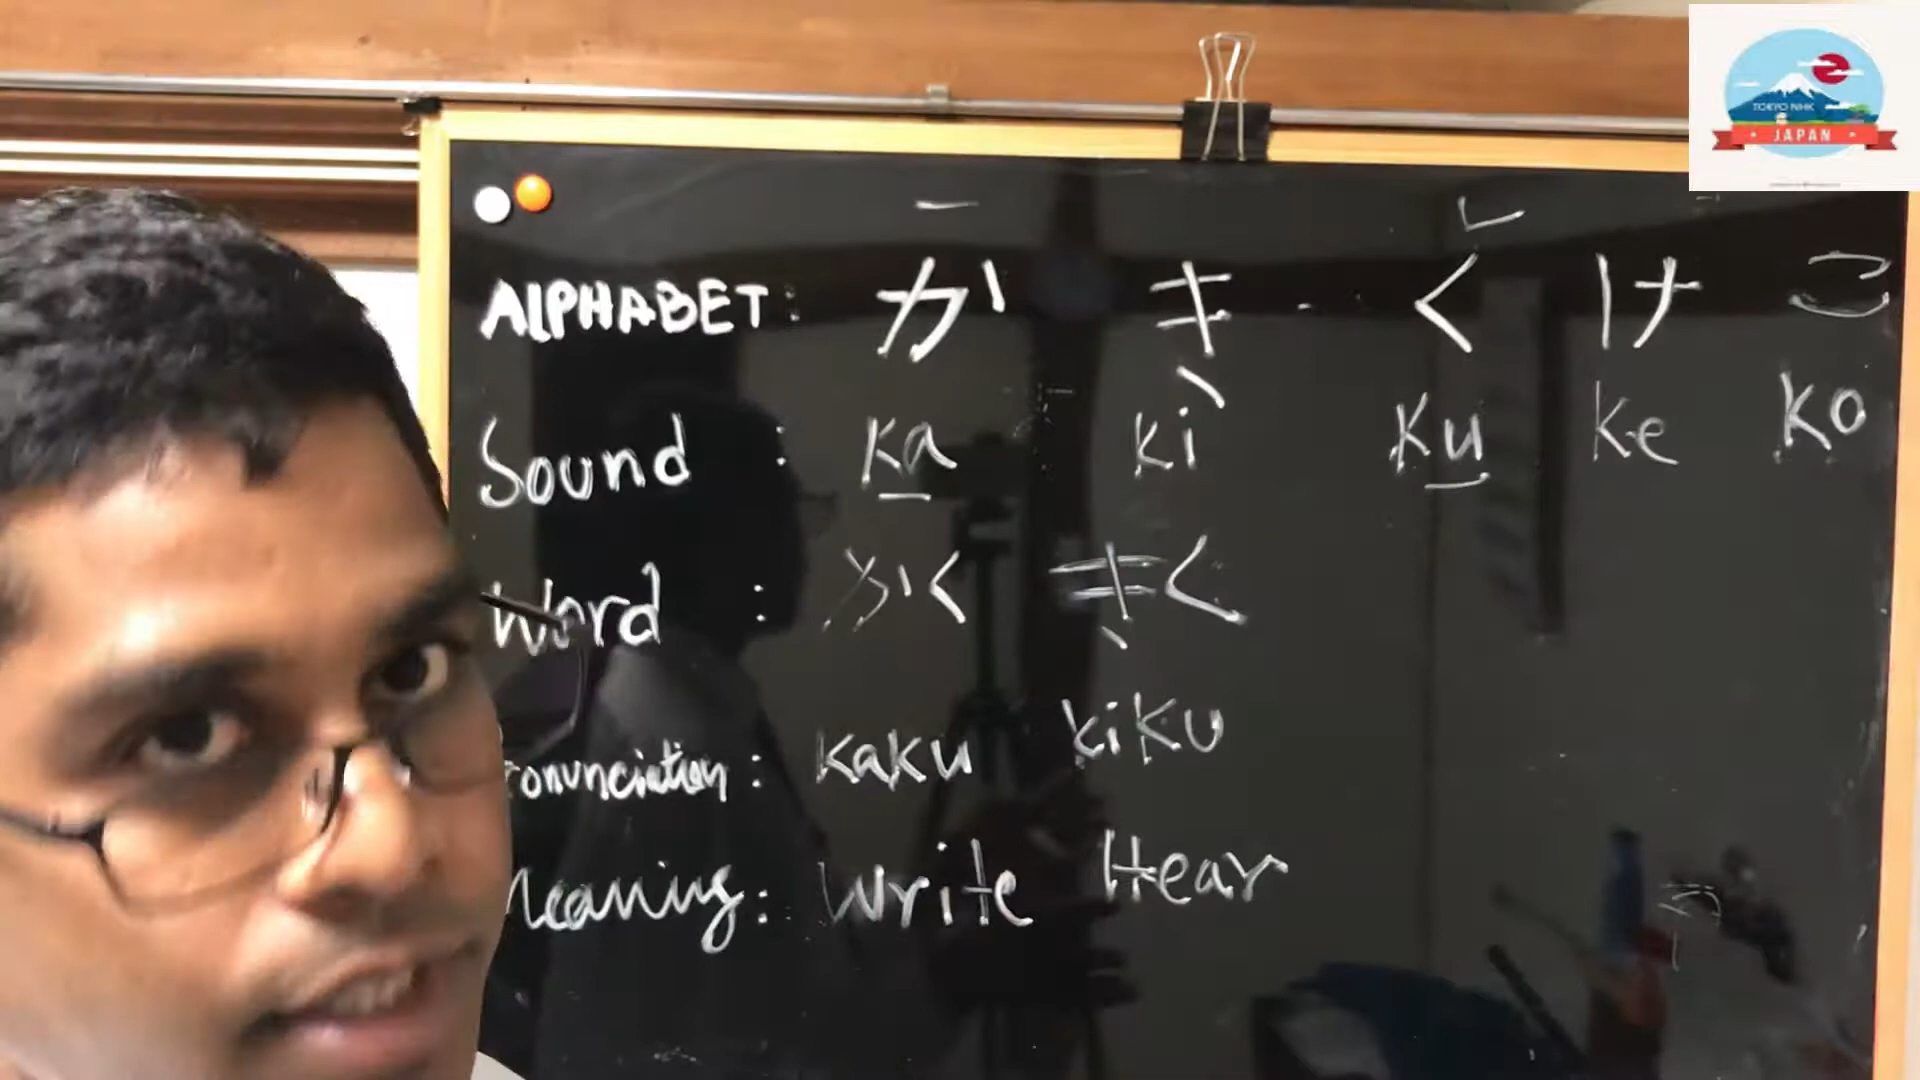 TOKYO NHK
JAPAN
ALPHABET: か き く け こ
Sound : ka ki ku ke ko
Word : かく きく
ronunciation: kaku kiku
Meaning: Write Hear